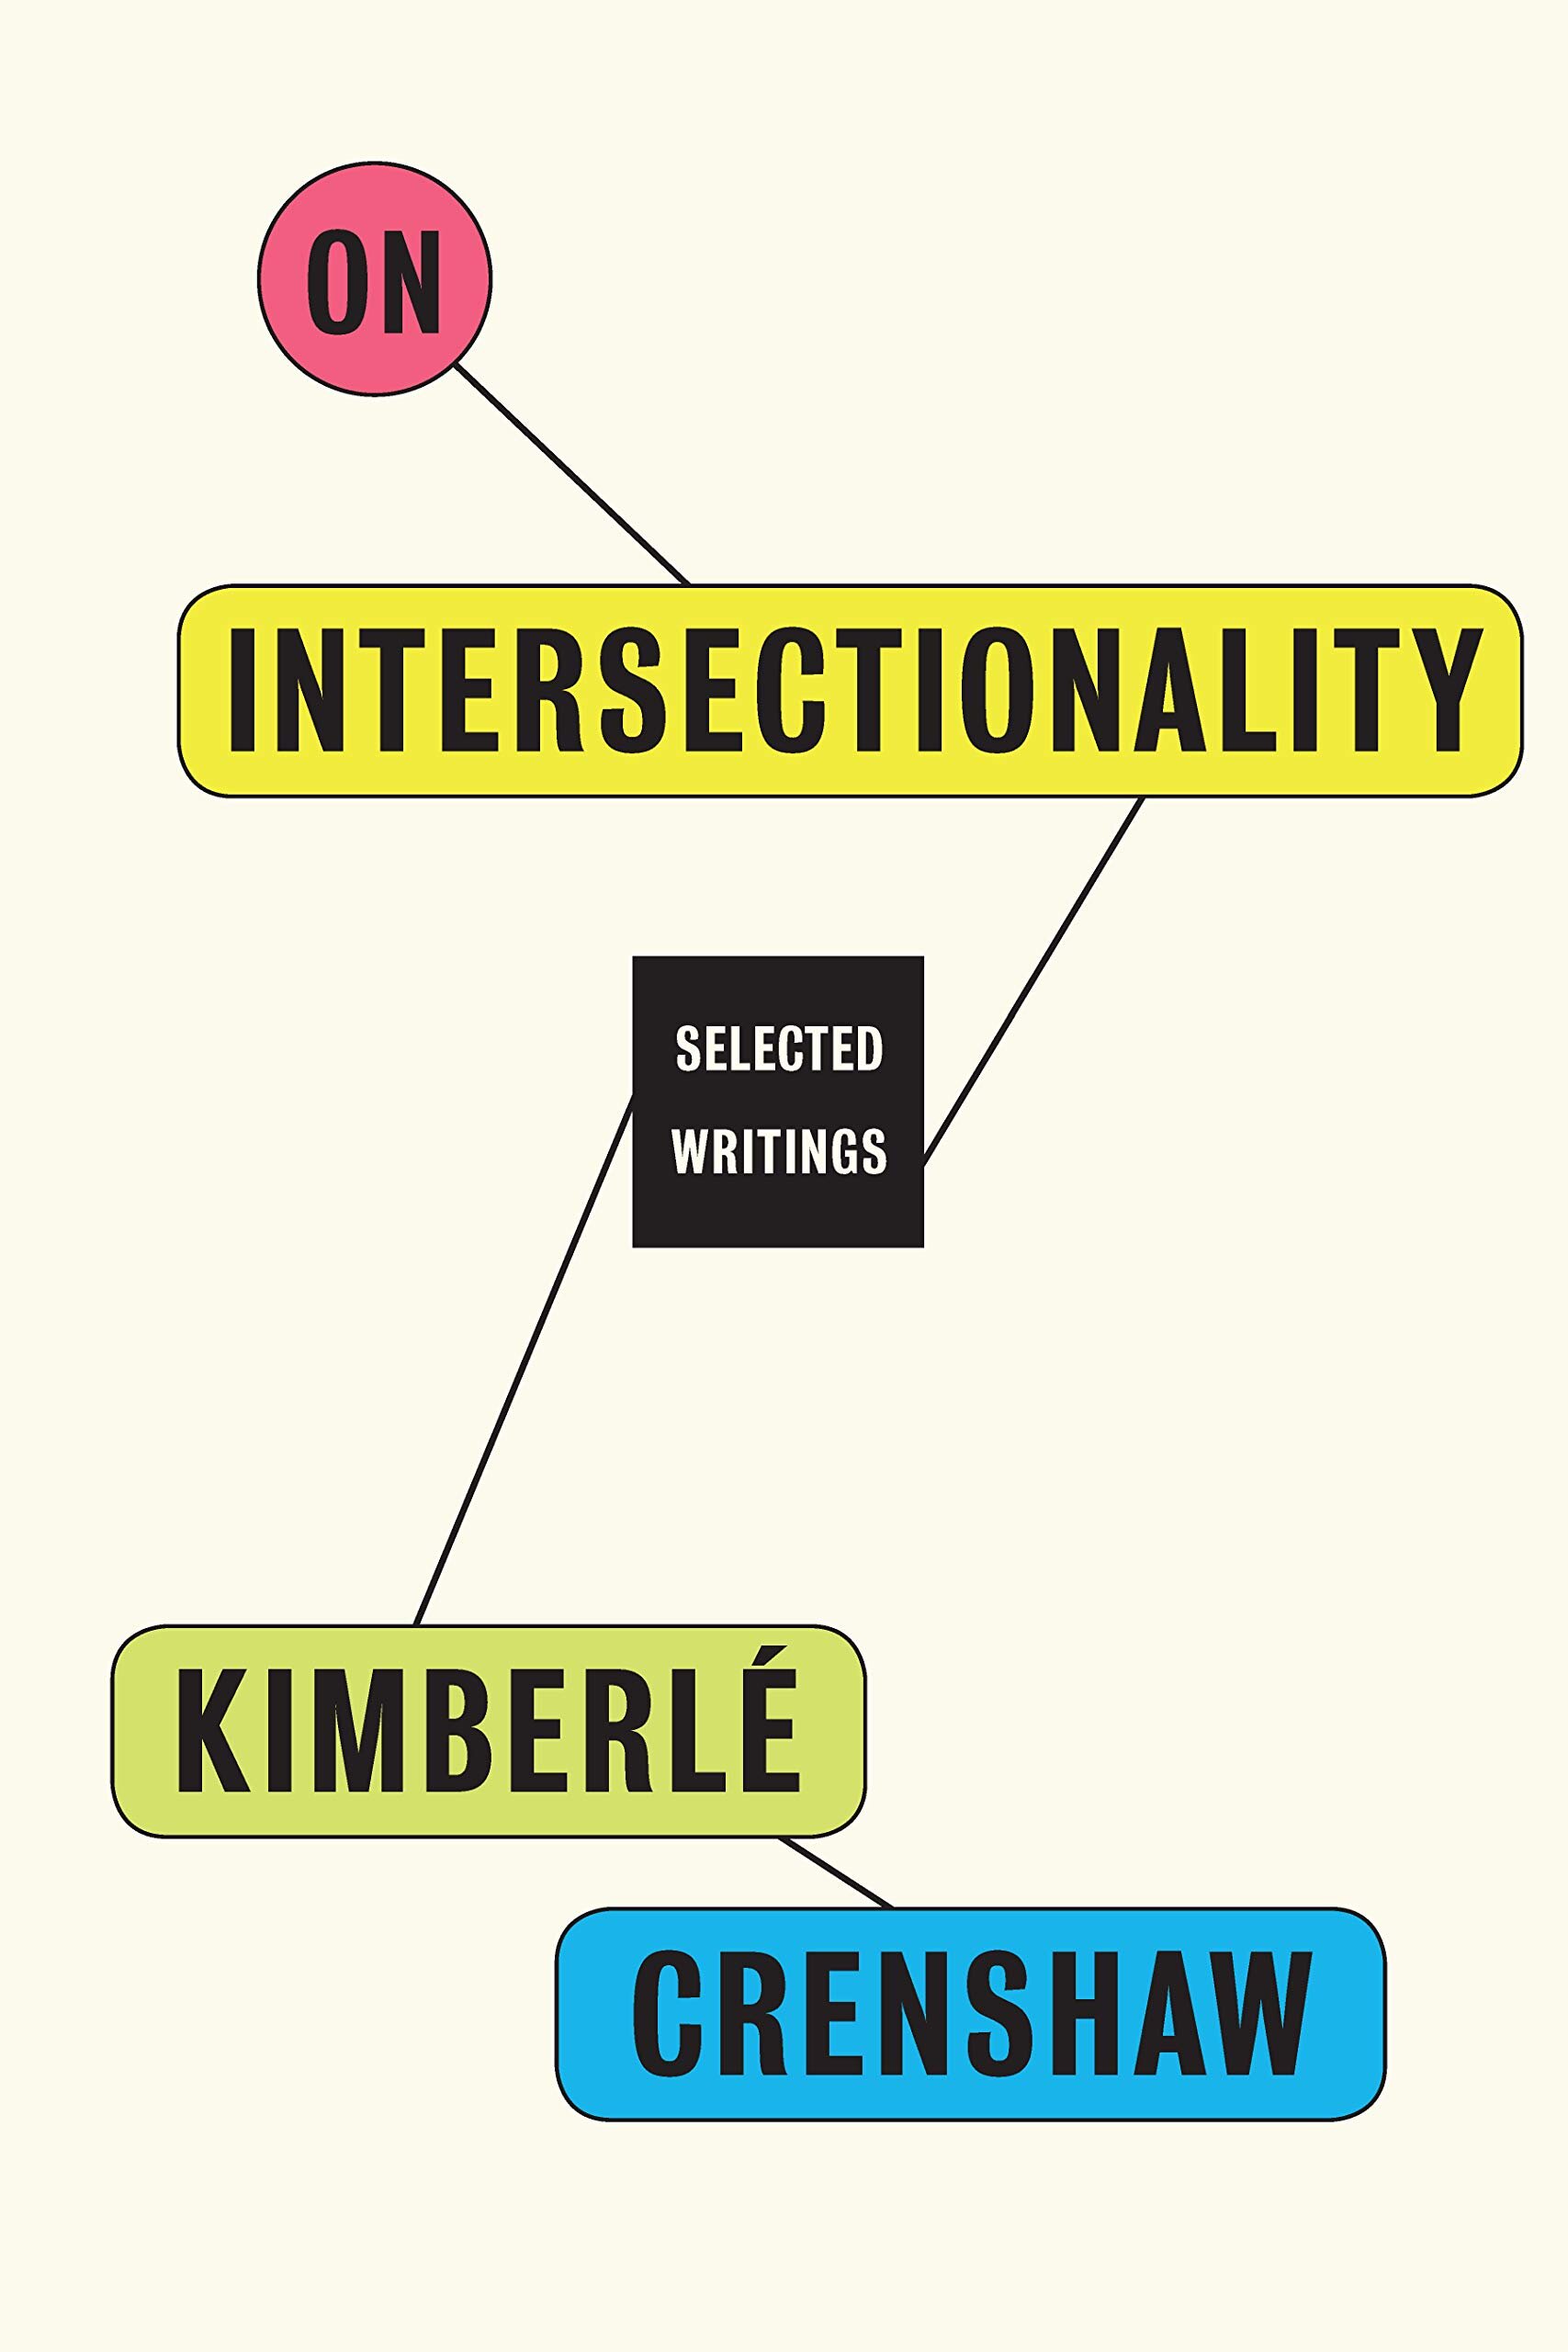 ON
INTERSECTIONALITY
SELECTED
WRITINGS
KIMBERLÉ
CRENSHAW